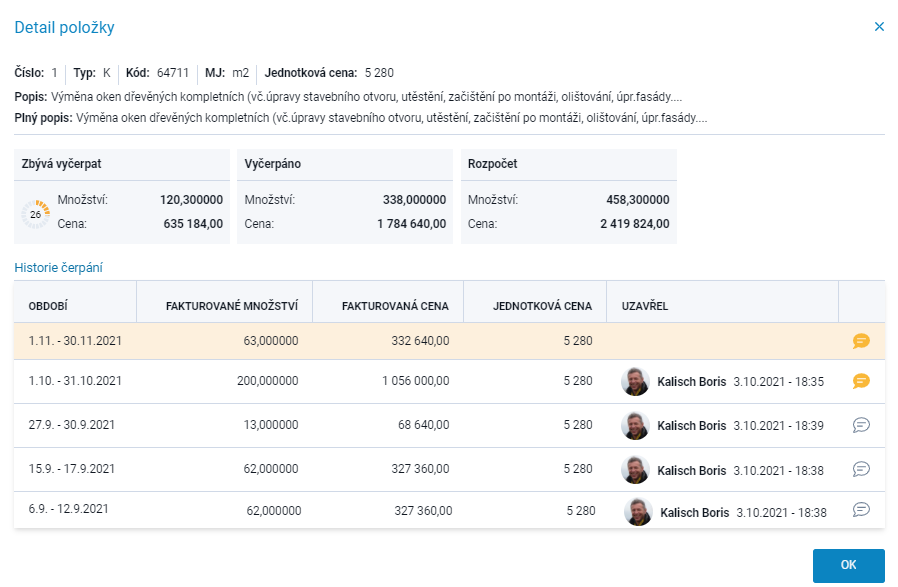 Detail položky
Číslo: 1 Typ: K Kód: 64711 MJ: m2 Jednotková cena: 5 280
Popis: Výměna oken dřevěných kompletních (vč.úpravy stavebního otvoru, utěstění, začištění po montáži, olištování, úpr.fasády....
Plný popis: Výměna oken dřevěných kompletních (vč.úpravy stavebního otvoru, utěstění, začištění po montáži, olištování, úpr.fasády....
Zbývá vyčerpat Vyčerpáno Rozpočet
Množství: 120,300000 Množství: 338,000000 Množství: 458,300000
26
Cena: 635 184,00 Cena: 1 784 640,00 Cena: 2 419 824,00
Historie čerpání
OBDOBÍ FAKTUROVANÉ MNOŽSTVÍ FAKTUROVANÁ CENA JEDNOTKOVÁ CENA UZAVŘEL
1.11. - 30.11.2021 63,000000 332 640,00 5 280
1.10. - 31.10.2021 200,000000 1 056 000,00 5 280 Kalisch Boris 3.10.2021 - 18:35
27.9. - 30.9.2021 13,000000 68 640,00 5 280 Kalisch Boris 3.10.2021 - 18:39
15.9. - 17.9.2021 62,000000 327 360,00 5 280 Kalisch Boris 3.10.2021 - 18:38
6.9. - 12.9.2021 62,000000 327 360,00 5 280 Kalisch Boris 3.10.2021 - 18:38
OK